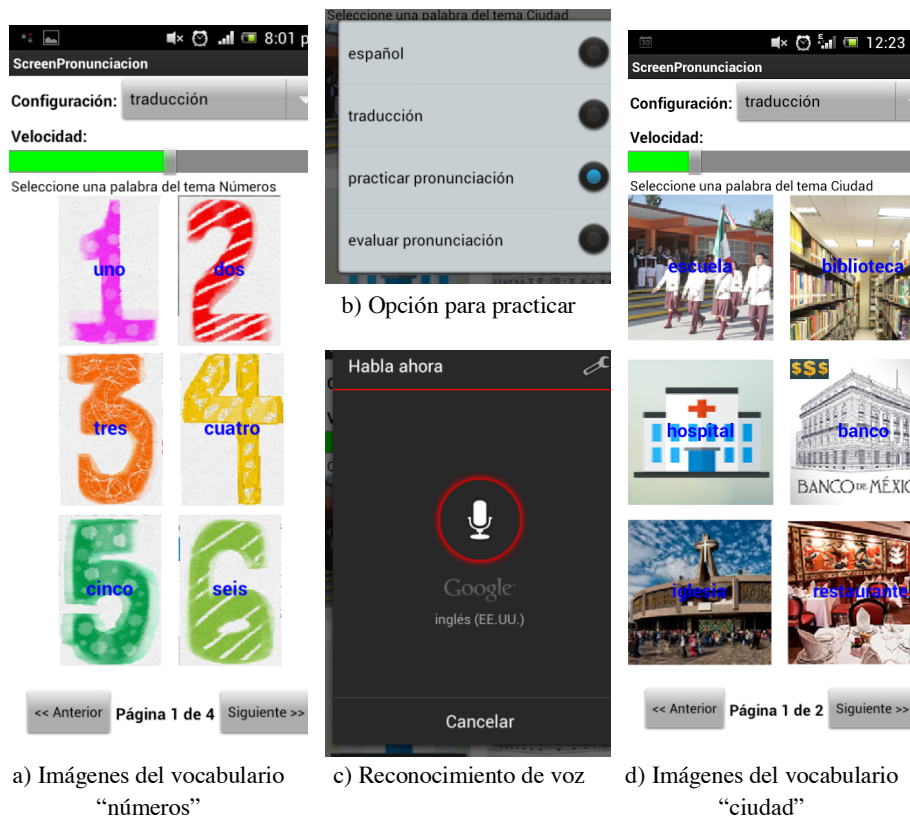 8:01 p
ScreenPronunciacion
Configuración: traducción
Velocidad:
Seleccione una palabra del tema Números
uno dos
tres cuatro
cinco seis
<< Anterior Página 1 de 4 Siguiente >>
a) Imágenes del vocabulario
“números”
Seleccione una palabra del tema Ciudad
español
traducción
practicar pronunciación
evaluar pronunciación
b) Opción para practicar
Habla ahora
Google
inglés (EE.UU.)
Cancelar
c) Reconocimiento de voz
30 E 12:23
ScreenPronunciacion
Configuración: traducción
Velocidad:
Seleccione una palabra del tema Ciudad
escuela biblioteca
$$$
hospital banco
BANCO DE MÉXIC
iglesia restaurante
<< Anterior Página 1 de 2 Siguiente >>
d) Imágenes del vocabulario
“ciudad”